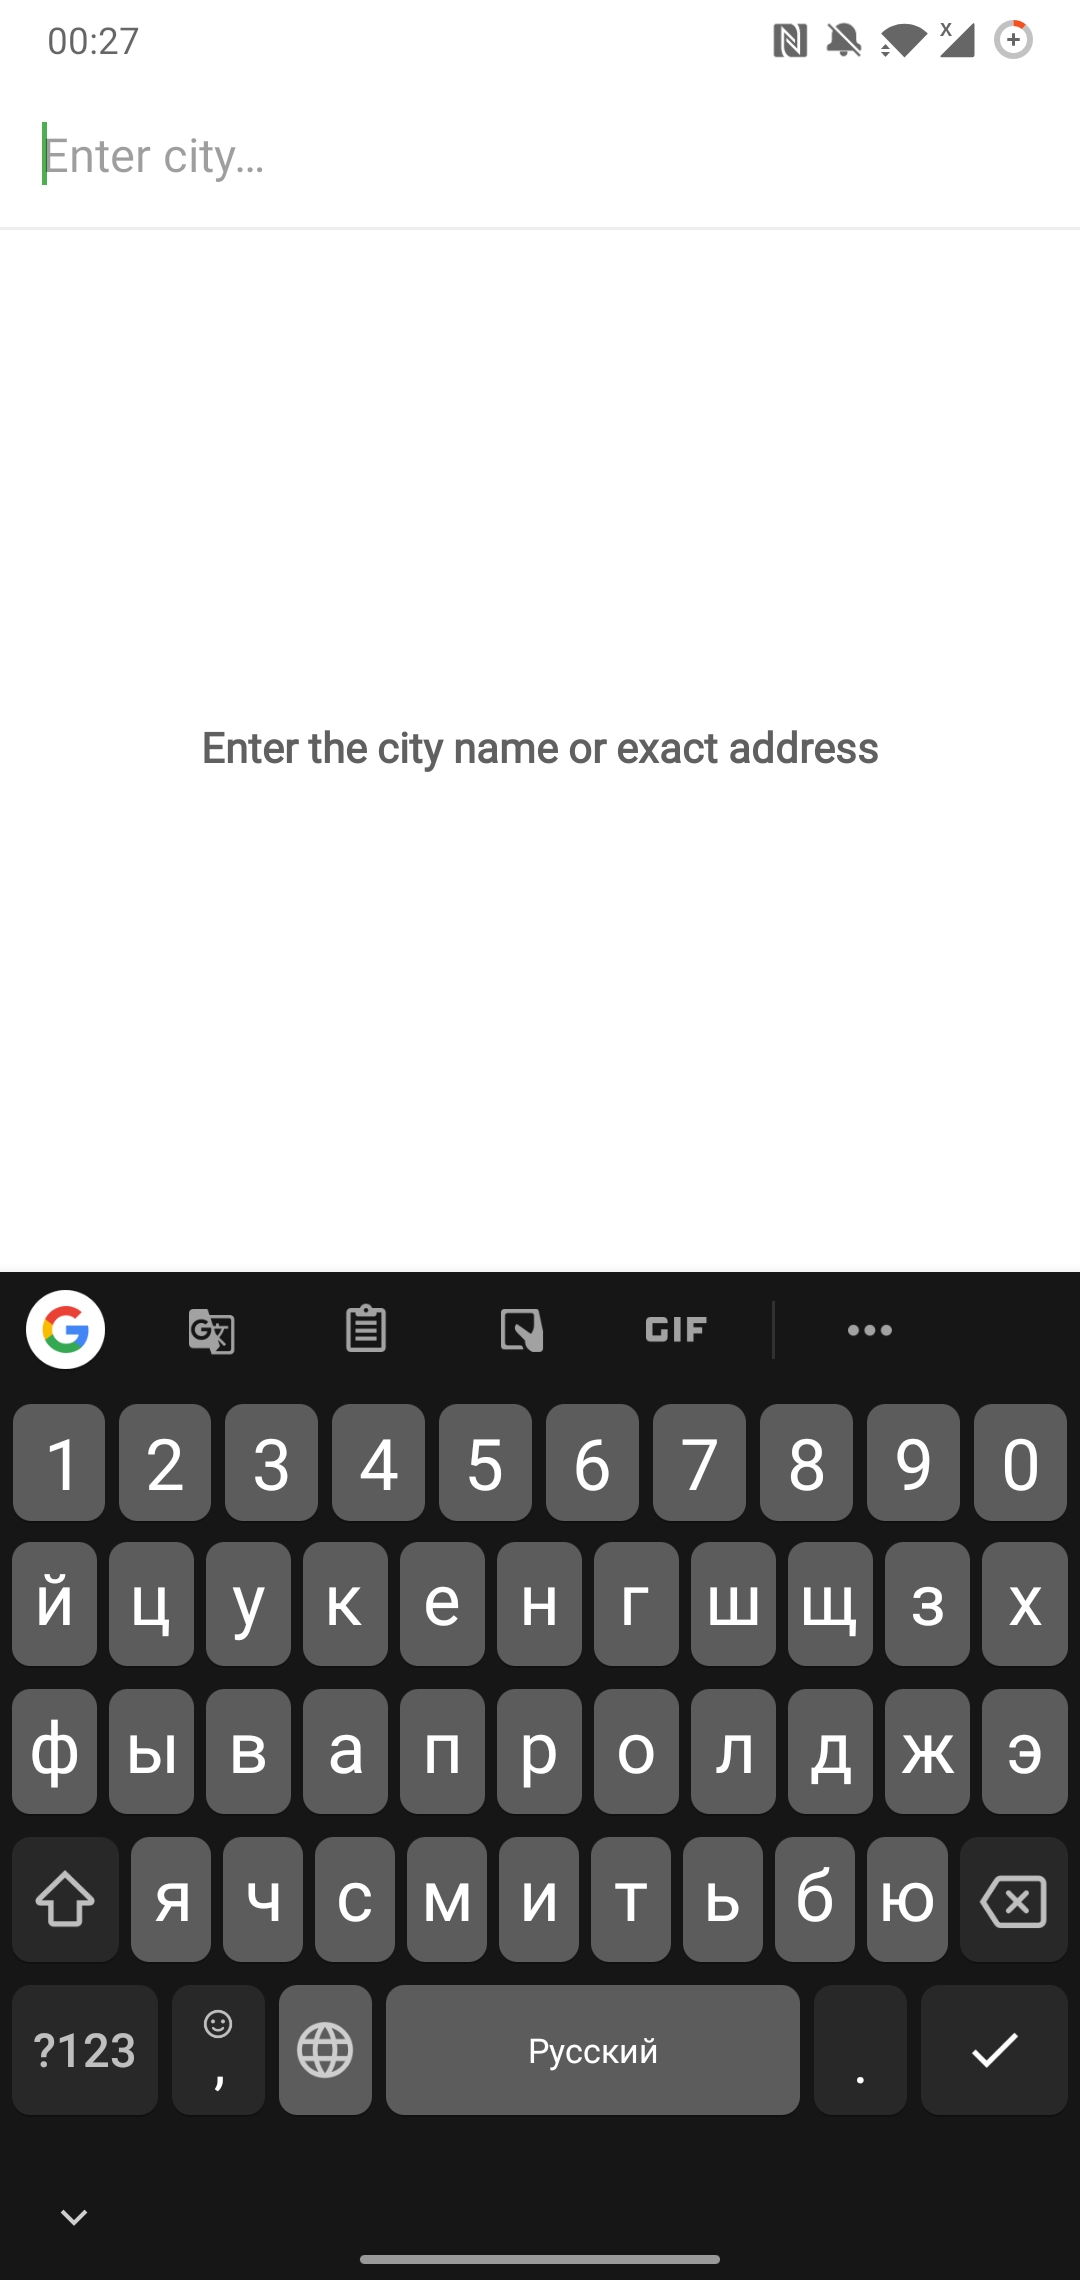 00:27
Enter city...
Enter the city name or exact address
GIF
1 2 3 4 5 6 7 8 9 0
й ц у к е н г ш щ з х
ф ы в а п р о л д ж э
я ч с м и т ь б ю
?123 , Русский .